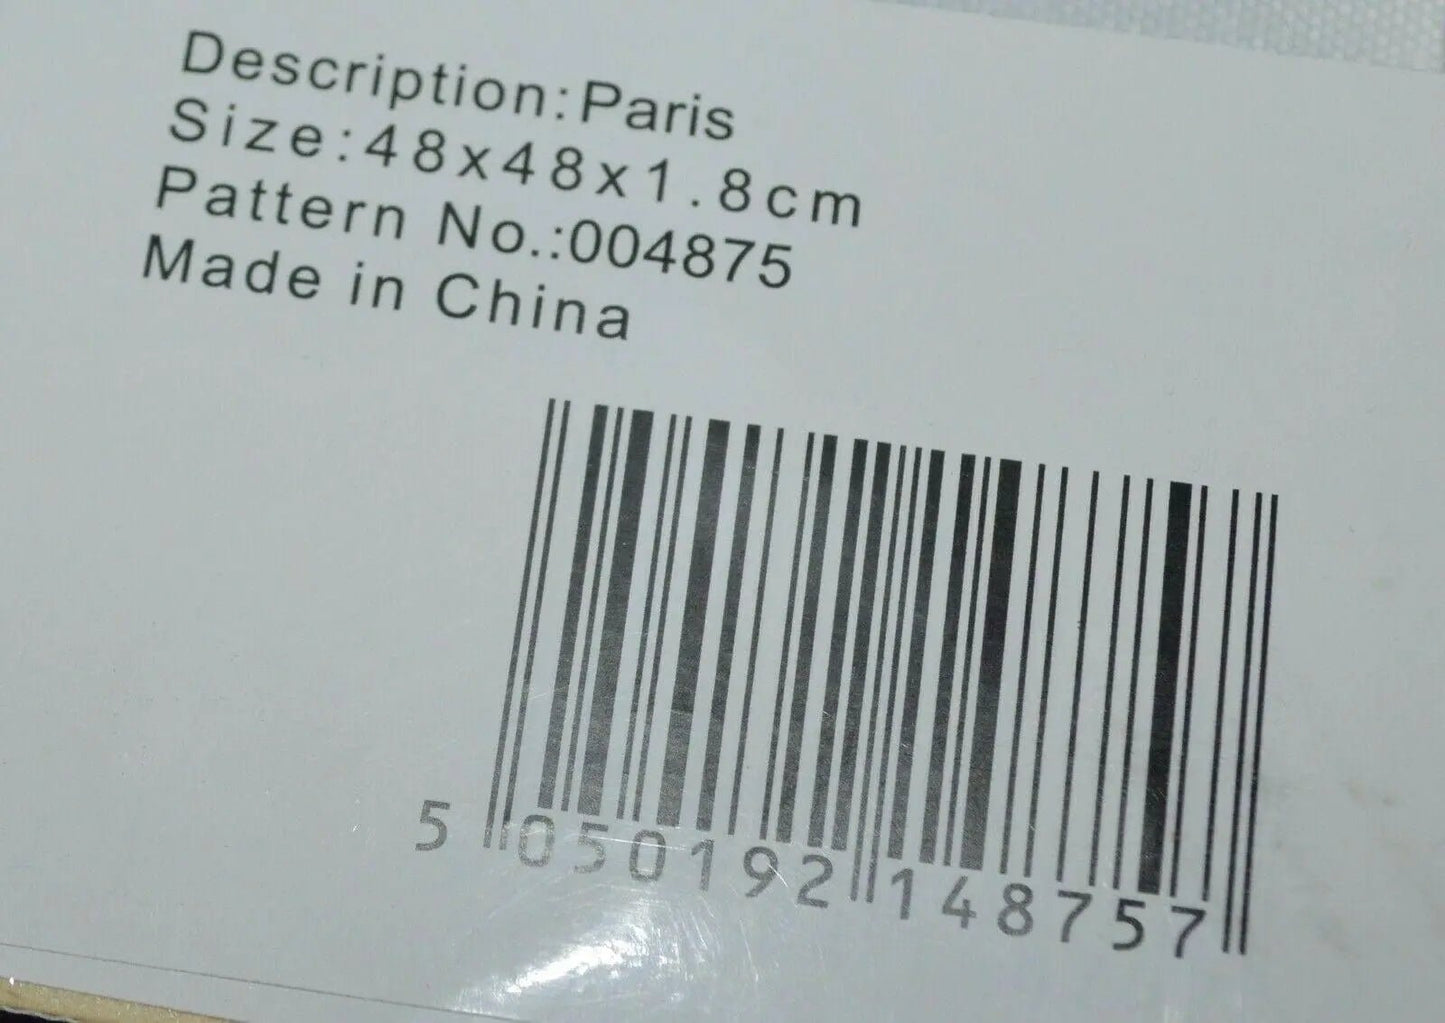 Description:Paris
Size:48x48x1.8cm
Pattern No.:004875
Made in China
5 050192 148757